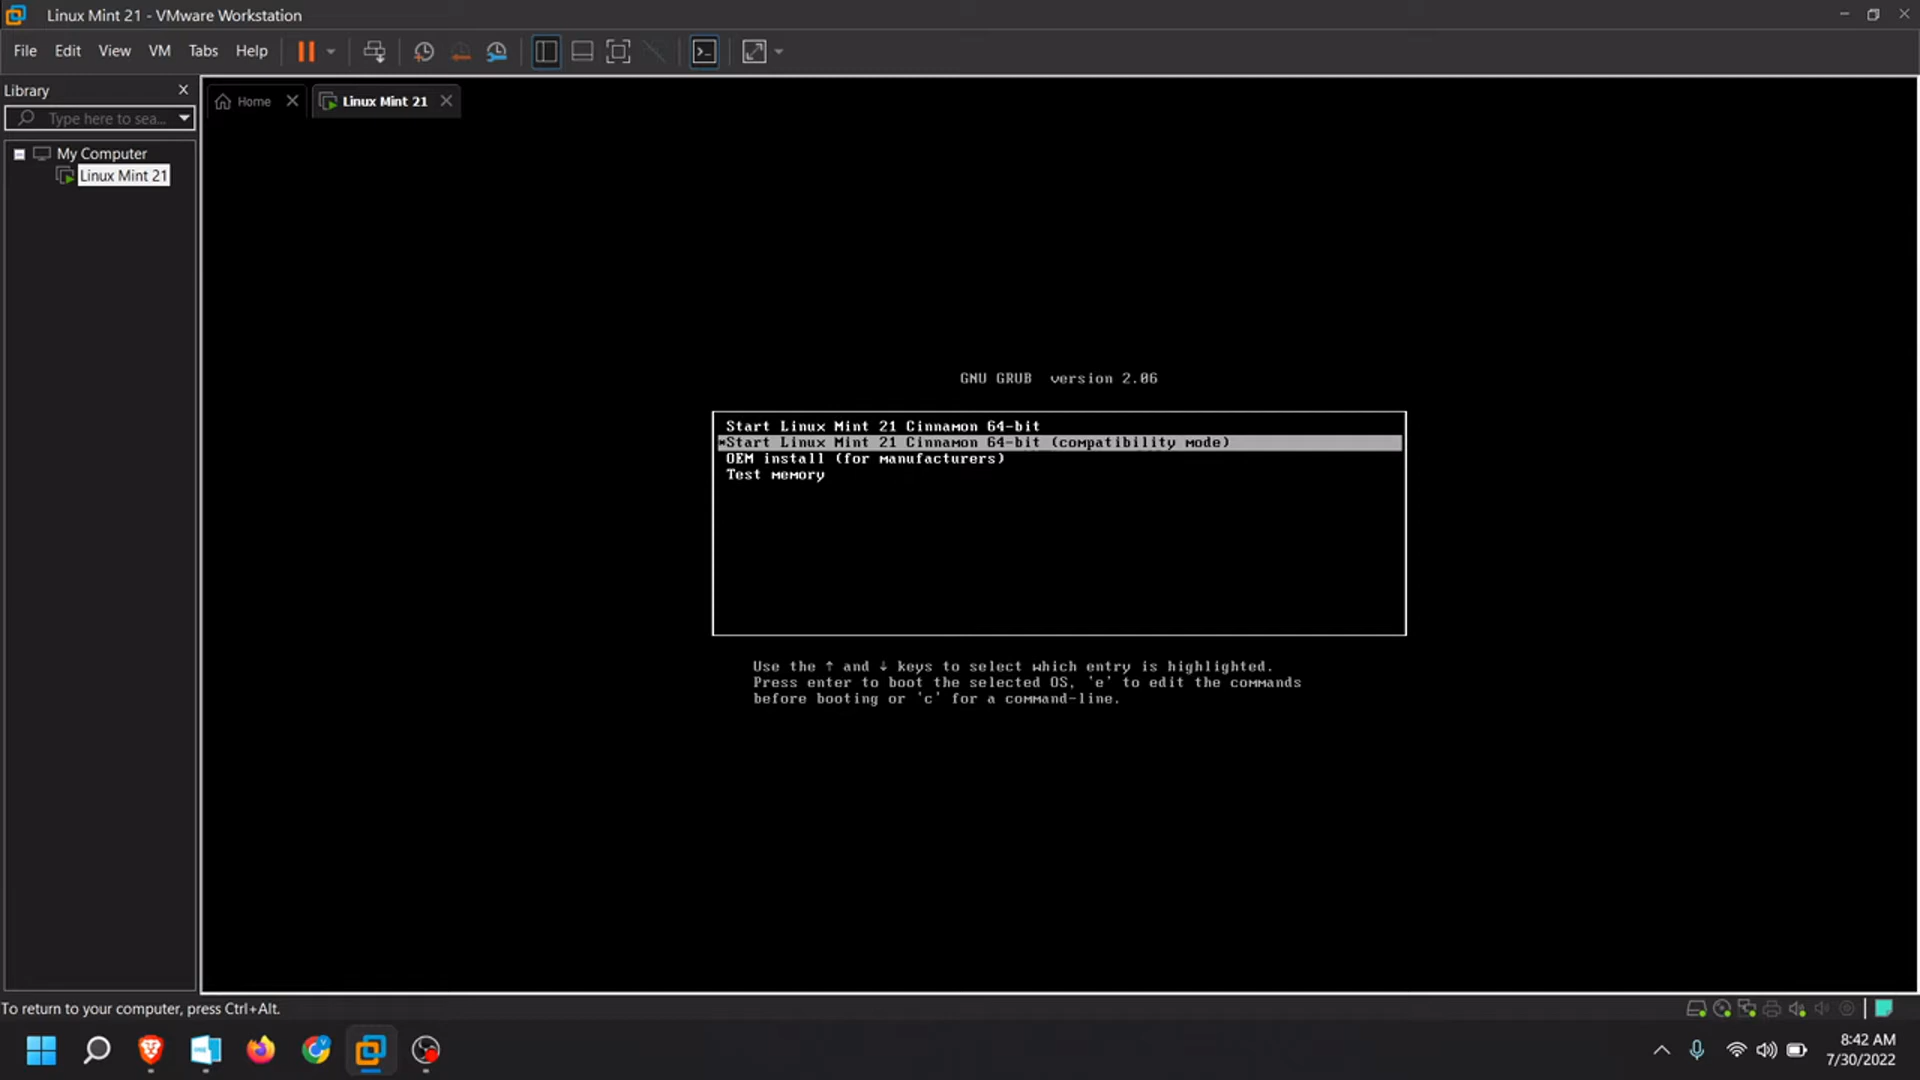 Linux Mint 21 - VMware Workstation
File Edit View VM Tabs Help
Library
Home
Linux Mint 21
Type here to sea...
My Computer
Linux Mint 21
GNU GRUB version 2.06
Start Linux Mint 21 Cinnamon 64-bit
*Start Linux Mint 21 Cinnamon 64-bit (compatibility mode)
OEM install (for manufacturers)
Test memory
Use the ↑ and ↓ keys to select which entry is highlighted.
Press enter to boot the selected OS, 'e' to edit the commands
before booting or 'c' for a command-line.
To return to your computer, press Ctrl+Alt.
8:42 AM
7/30/2022